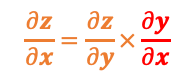 ∂z/∂x = ∂z/∂y × ∂y/∂x